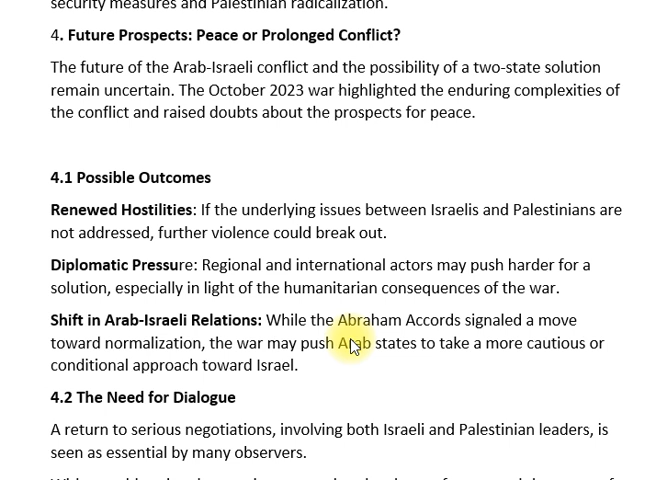 security measures and Palestinian radicalization.
4. Future Prospects: Peace or Prolonged Conflict?
The future of the Arab-Israeli conflict and the possibility of a two-state solution
remain uncertain. The October 2023 war highlighted the enduring complexities of
the conflict and raised doubts about the prospects for peace.
4.1 Possible Outcomes
Renewed Hostilities: If the underlying issues between Israelis and Palestinians are
not addressed, further violence could break out.
Diplomatic Pressure: Regional and international actors may push harder for a
solution, especially in light of the humanitarian consequences of the war.
Shift in Arab-Israeli Relations: While the Abraham Accords signaled a move
toward normalization, the war may push Arab states to take a more cautious or
conditional approach toward Israel.
4.2 The Need for Dialogue
A return to serious negotiations, involving both Israeli and Palestinian leaders, is
seen as essential by many observers.